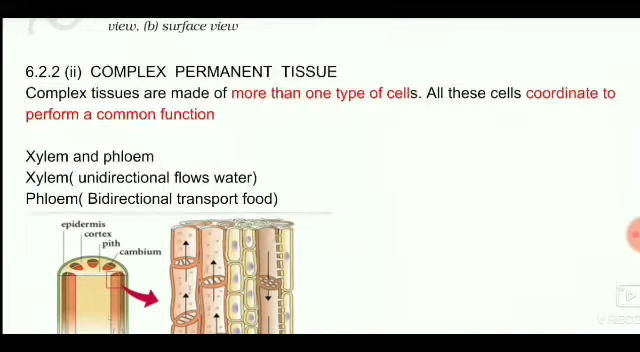 view, (b) surface view
6.2.2 (ii) COMPLEX PERMANENT TISSUE
Complex tissues are made of more than one type of cells. All these cells coordinate to
perform a common function
Xylem and phloem
Xylem( unidirectional flows water)
Phloem( Bidirectional transport food)
epidermis
cortex
pith
cambium